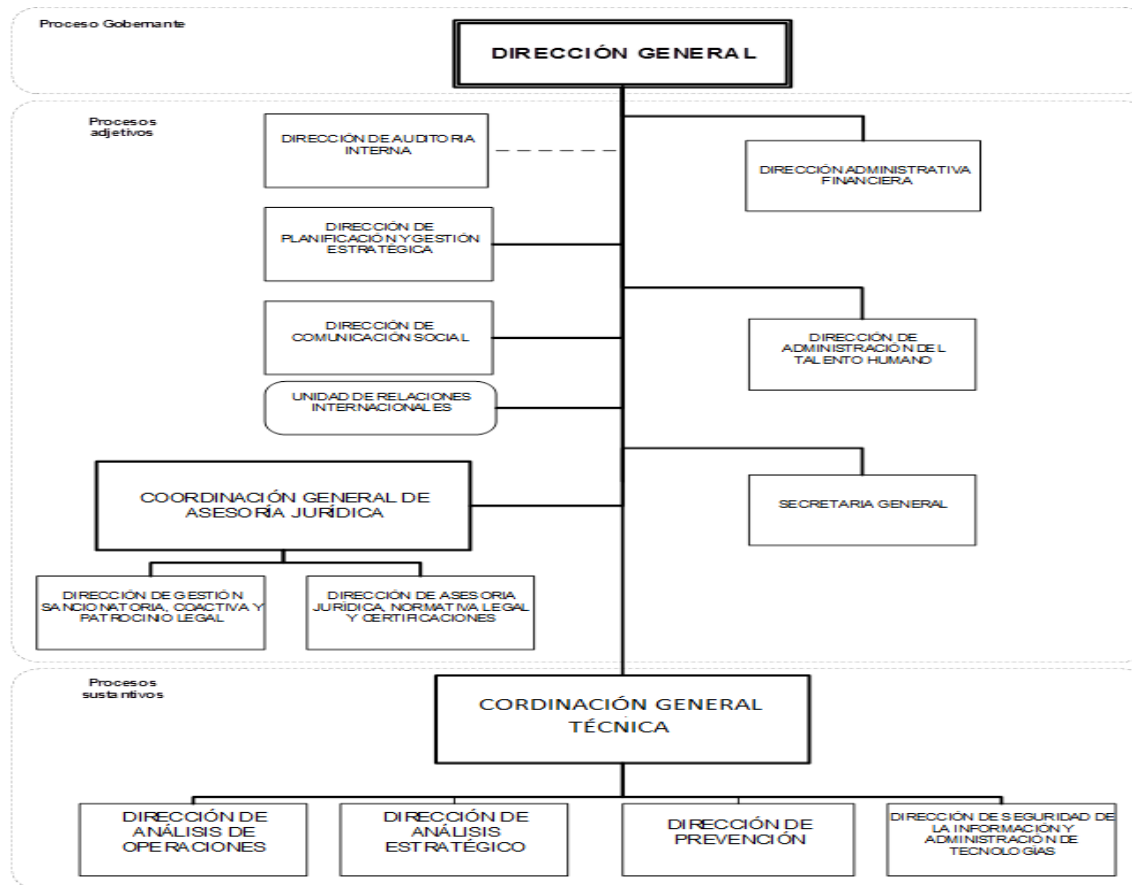 Proceso Gobernante
DIRECCIÓN GENERAL
Procesos
adjetivos
DIRECCIÓN DE AUDITORIA
INTERNA
DIRECCIÓN ADMINISTRATIVA
FINANCIERA
DIRECCIÓN DE
PLANIFICACIÓN Y GESTIÓN
ESTRATÉGICA
DIRECCIÓN DE
COMUNICACIÓN SOCIAL
DIRECCIÓN DE
ADMINISTRACIÓN DEL
TALENTO HUMANO
UNIDAD DE RELACIONES
INTERNACIONALES
COORDINACIÓN GENERAL DE
ASESORÍA JURÍDICA
SECRETARIA GENERAL
DIRECCIÓN DE GESTIÓN
SANCIONATORIA, COACTIVA Y
PATROCINIO LEGAL
DIRECCIÓN DE ASESORIA
JURÍDICA, NORMATIVA LEGAL
Y CERTIFICACIONES
Procesos
sustantivos
CORDINACIÓN GENERAL
TÉCNICA
DIRECCIÓN DE
ANÁLISIS DE
OPERACIONES
DIRECCIÓN DE
ANÁLISIS
ESTRATÉGICO
DIRECCIÓN DE
PREVENCIÓN
DIRECCIÓN DE SEGURIDAD DE
LA INFORMACIÓN Y
ADMINISTRACIÓN DE
TECNOLOGÍAS